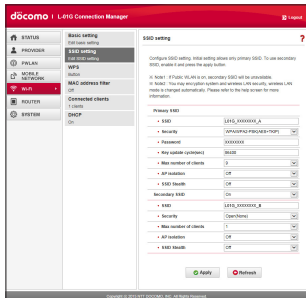 döcomo L-01G Connection Manager
Logout
STATUS
PROVIDER
PWLAN
MOBILE NETWORK
Wi-Fi
ROUTER
SYSTEM
Basic setting
Edit basic setting
SSID setting
Edit SSID setting
WPS
Button
MAC address filter
Off
Connected clients
1 clients
DHCP
On
SSID setting
?
Configure SSID setting. Initial setting allows only primary SSID. To use secondary
SSID, enable it and press the apply button.
※ Note1 : If Public WLAN is on, secondary SSID will be unavailable.
※ Note2 : You may encryption system and wireless LAN security, wireless LAN
mode is changed automatically. Please refer to the help screen for more
information.
Primary SSID
SSID L01G_XXXXXXXX_A
Security WPA/WPA2-PSK(AES+TKIP)
Password XXXXXXXX
Key update cycle(sec) 86400
Max number of clients 9
AP isolation Off
SSID Stealth Off
Secondary SSID On
SSID L01G_XXXXXXXX_B
Security Open(None)
Max number of clients 1
AP isolation Off
SSID Stealth Off
Apply
Refresh
Copyright © 2015 NTT DOCOMO, INC. All Rights Reserved.